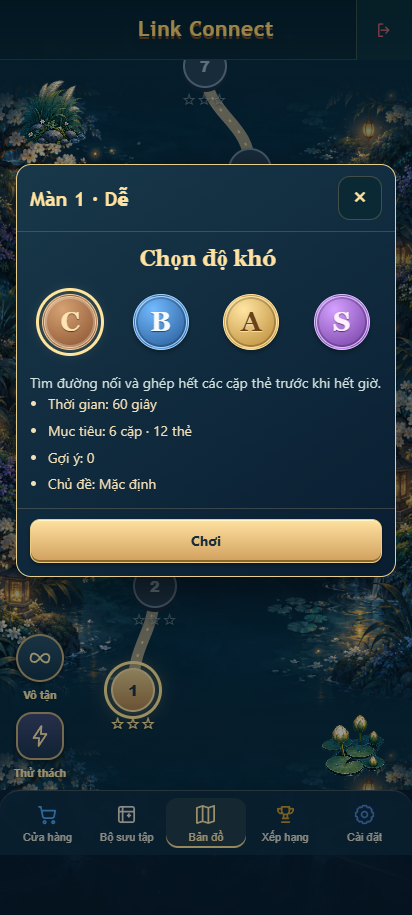 Link Connect
7
Màn 1 · Dễ
×
Chọn độ khó
C
B
A
S
Tìm đường nối và ghép hết các cặp thẻ trước khi hết giờ.
• Thời gian: 60 giây
• Mục tiêu: 6 cặp · 12 thẻ
• Gợi ý: 0
• Chủ đề: Mặc định
Chơi
2
Vô tận
1
Thử thách
Cửa hàng
Bộ sưu tập
Bản đồ
Xếp hạng
Cài đặt